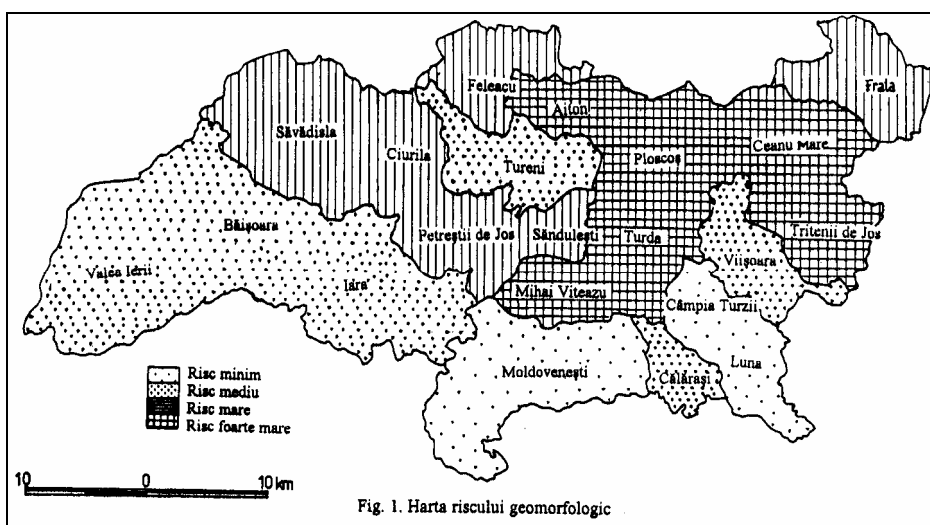 Feleacu
Aiton
Frata
Săvădisla
Ciurila
Ceanu Mare
Ploscoș
Tureni
Băișoara
Petreștii de Jos
Săndulești
Turda
Tritenii de Jos
Viișoara
Valea Ierii
Iara
Mihai Viteazu
Câmpia Turzii
Moldovenești
Luna
Călărași
Risc minim
Risc mediu
Risc mare
Risc foarte mare
10 0 10 km
Fig. 1. Harta riscului geomorfologic